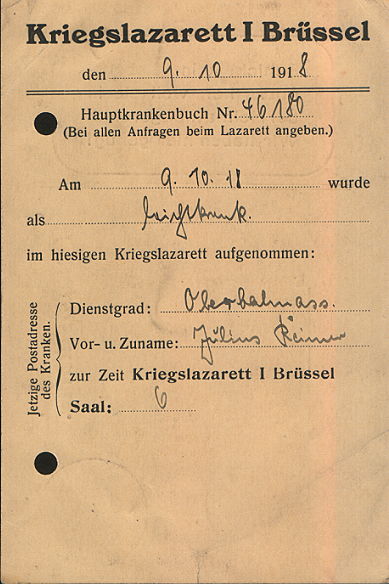 Kriegslazarett I Brüssel
den 9. 10 1918
Hauptkrankenbuch Nr. 46180
(Bei allen Anfragen beim Lazarett angeben.)
Am 9. 10. 18 wurde
als leichtkrank.
im hiesigen Kriegslazarett aufgenommen:
Jetzige Postadresse
des Kranken.
Dienstgrad:
Vor- u. Zuname: Julius
zur Zeit Kriegslazarett I Brüssel
Saal: 6